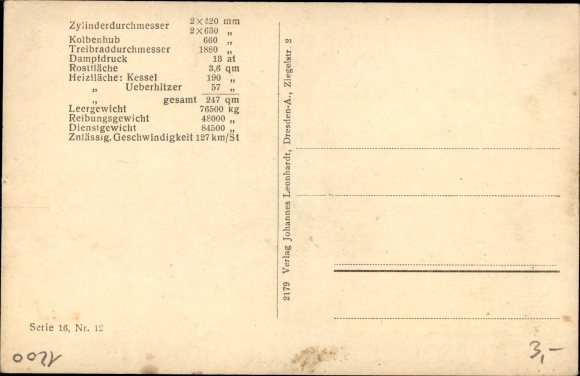 Zylinderdurchmesser 2×420 mm
2×630 „
Kolbenhub 660 „
Treibraddurchmesser 1880 „
Dampfdruck 13 at
Rostfläche 3,6 qm
Heizfläche: Kessel 190 „
„ Ueberhitzer 57 „
„ gesamt 247 qm
Leergewicht 76500 kg
Reibungsgewicht 48000 „
Dienstgewicht 84500 „
Znlässig. Geschwindigkeit 127 km/St
2179 Verlag Johannes Leonhardt, Dresden-A., Ziegelstr. 2
Serie 16, Nr. 12
1200
3,-